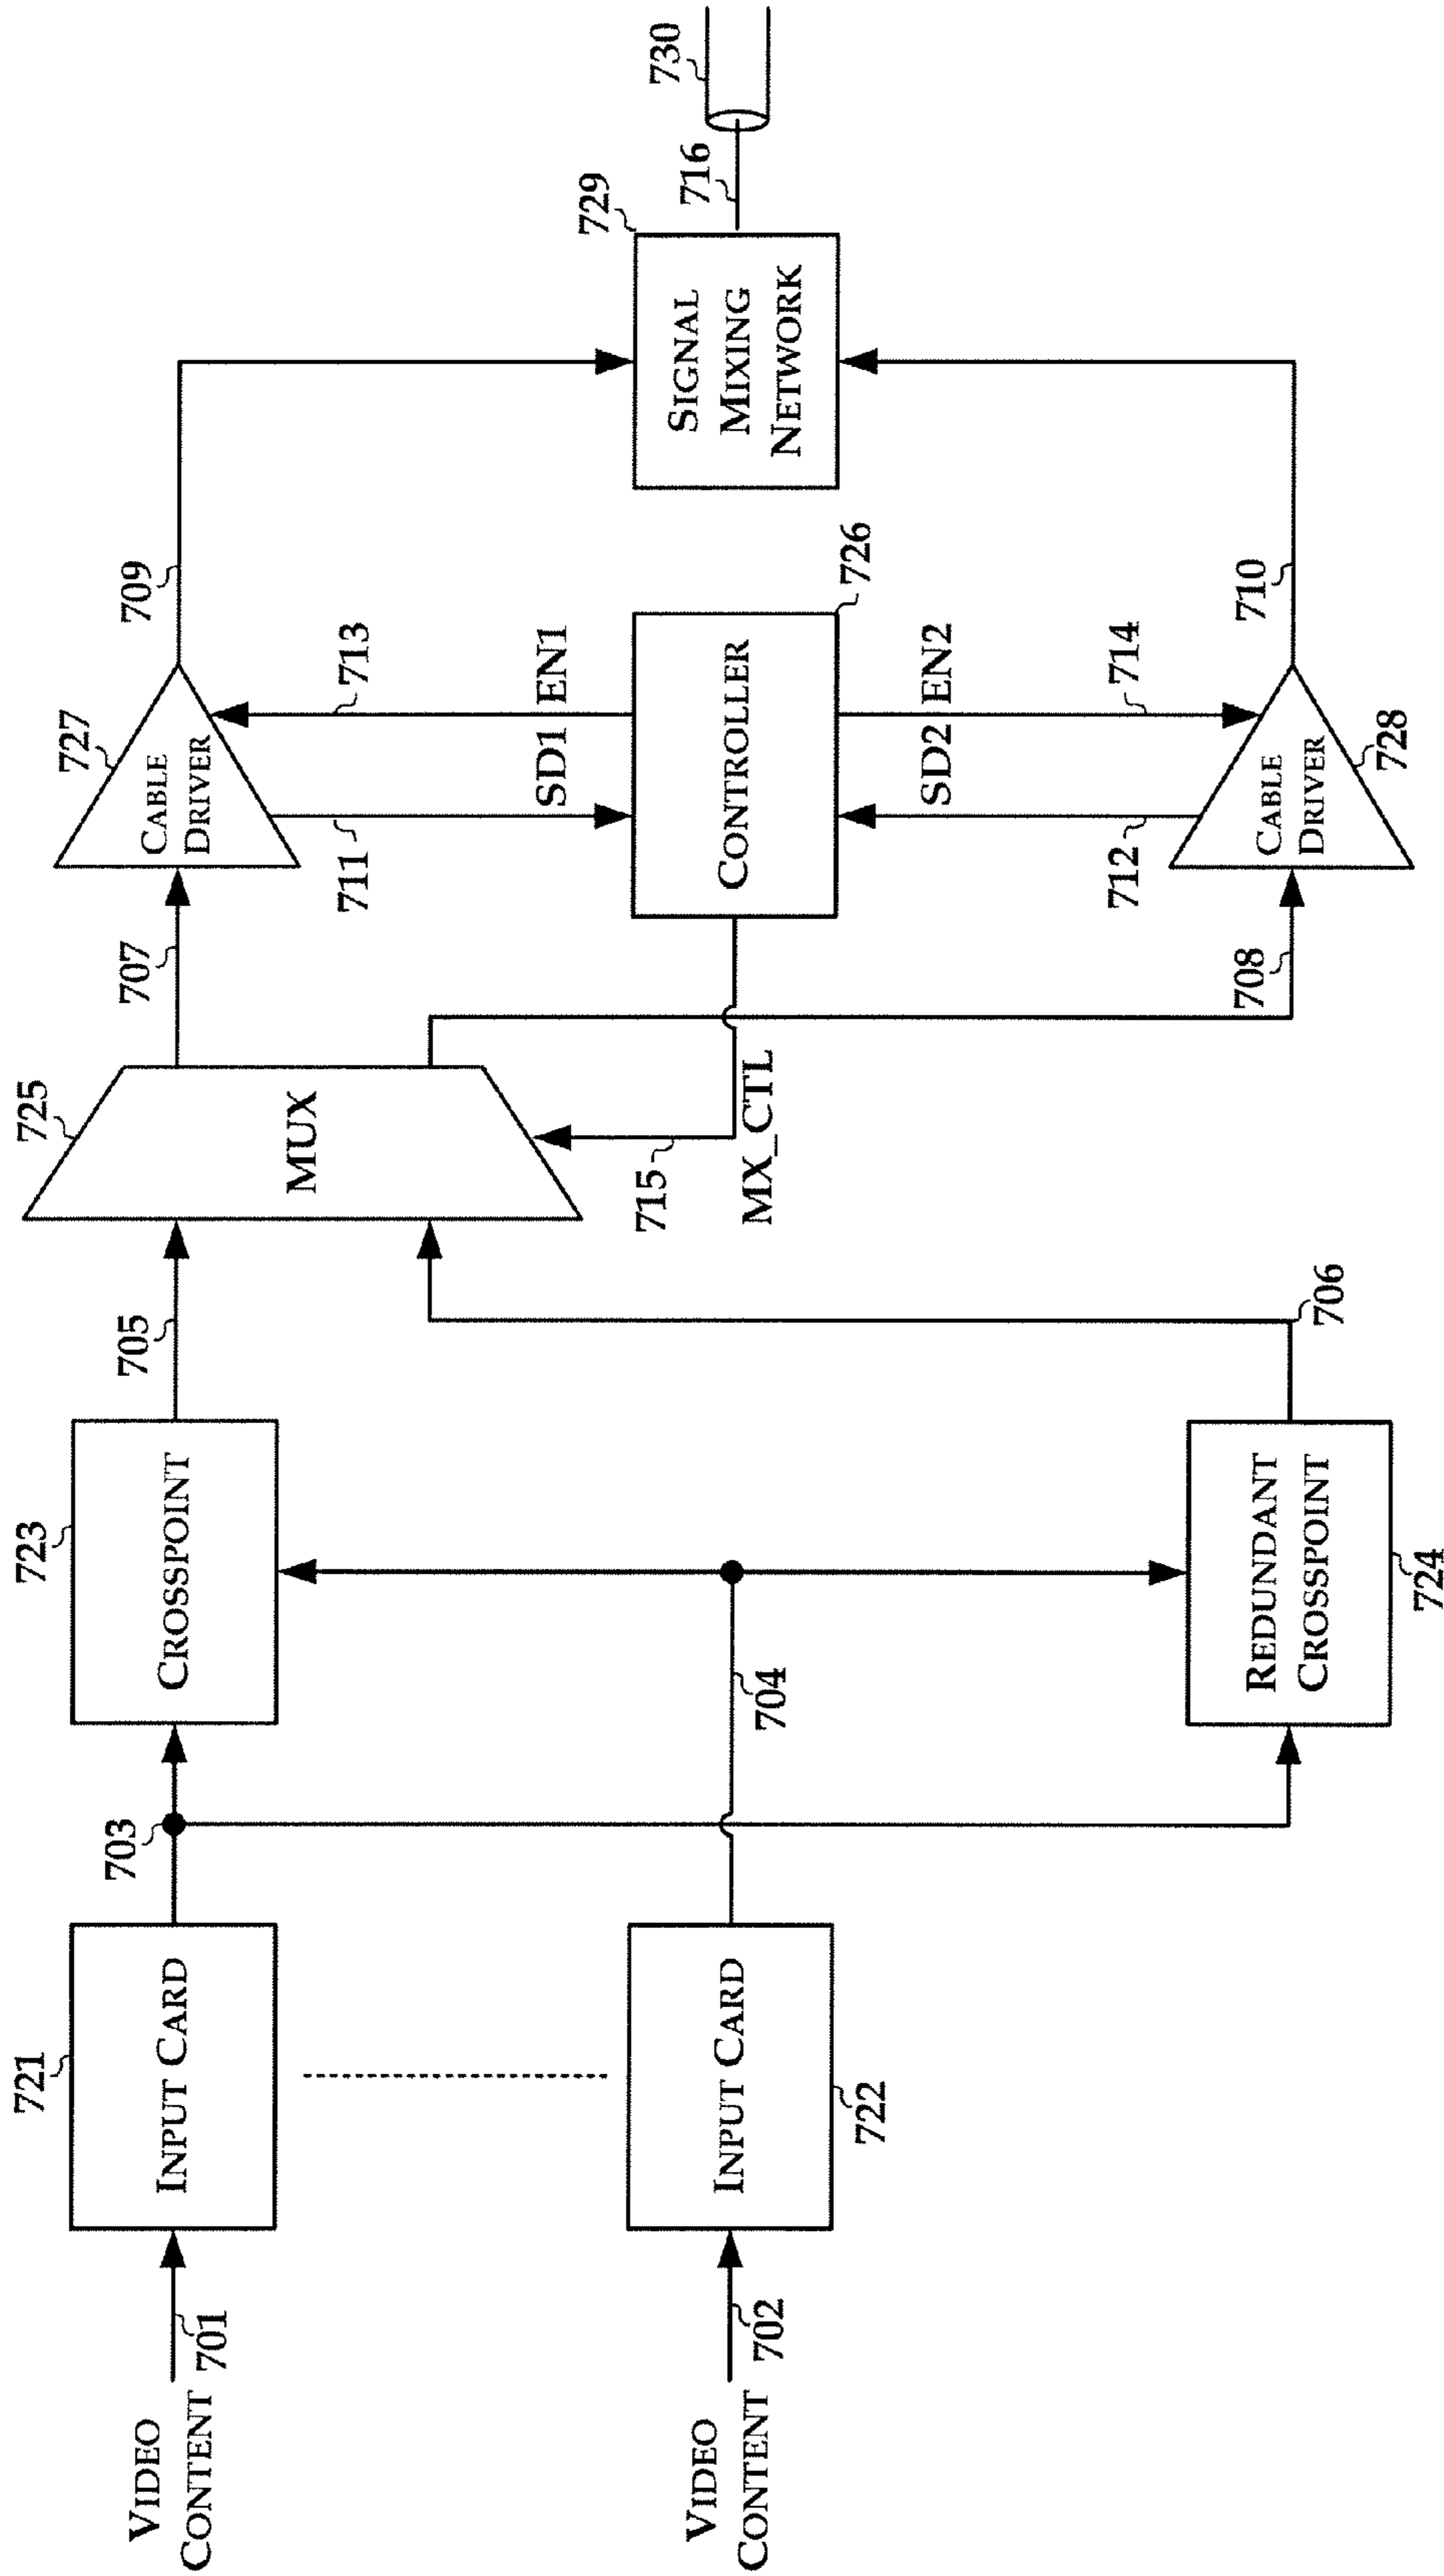 VIDEO
CONTENT
701
721
INPUT CARD
703
723
CROSSPOINT
705
725
MUX
707
727
CABLE
DRIVER
709
VIDEO
CONTENT
702
INPUT CARD
722
704
715
MX_CTL
711
SD1
EN1
713
CONTROLLER
726
SD2
EN2
712
714
729
SIGNAL
MIXING
NETWORK
716
730
REDUNDANT
CROSSPOINT
724
706
708
CABLE
DRIVER
728
710